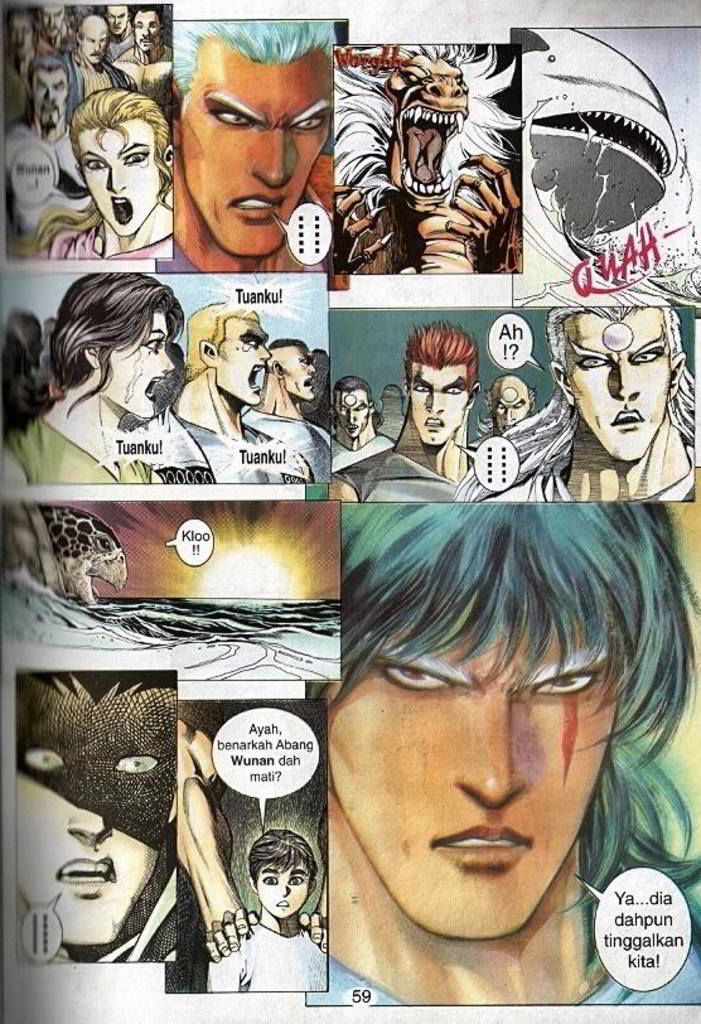 Wunan
...!
Worghh
QUAH-
Tuanku!
Tuanku!
Tuanku!
Ah
!?
Kloo
!!
Ayah,
benarkah Abang
Wunan dah
mati?
Ya...dia
dahpun
tinggalkan
kita!
59